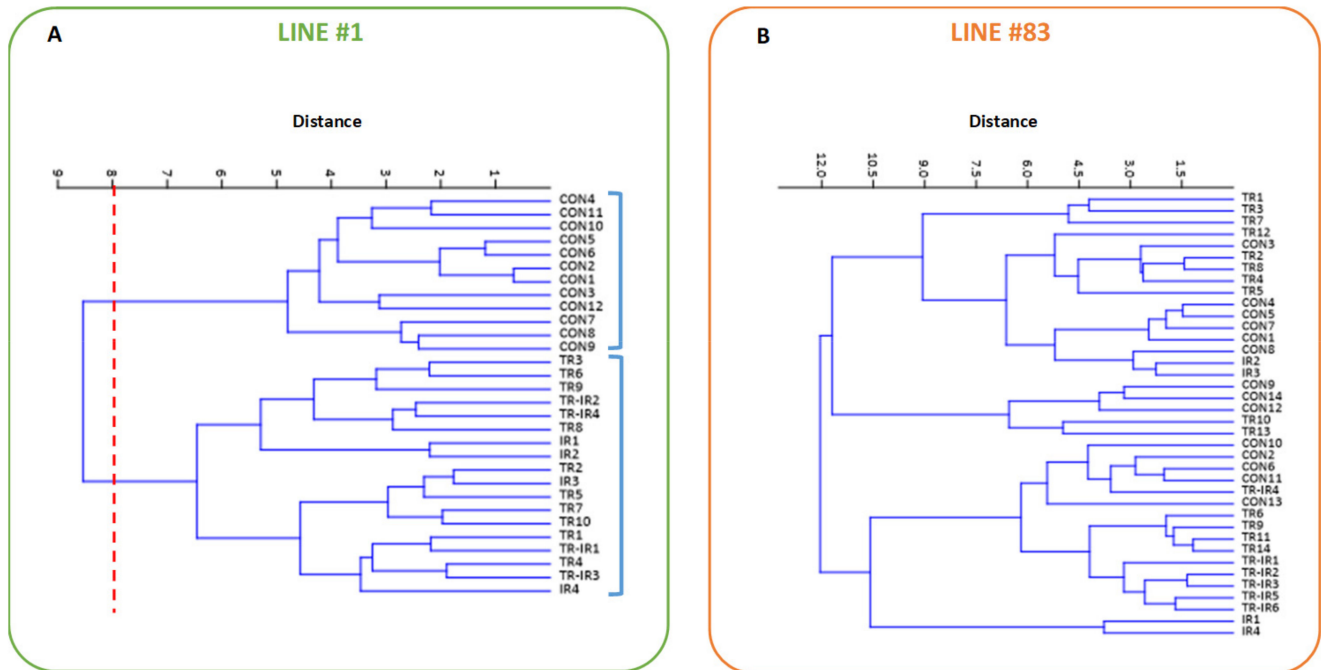 A
LINE #1
Distance
9 8 7 6 5 4 3 2 1
CON4
CON11
CON10
CON5
CON6
CON2
CON1
CON3
CON12
CON7
CON8
CON9
TR3
TR6
TR9
TR-IR2
TR-IR4
TR8
IR1
IR2
TR2
IR3
TR5
TR7
TR10
TR1
TR-IR1
TR4
TR-IR3
IR4
B
LINE #83
Distance
12.0 10.5 9.0 7.5 6.0 4.5 3.0 1.5
TR1
TR3
TR7
TR12
CON3
TR2
TR8
TR4
TR5
CON4
CON5
CON7
CON1
CON8
IR2
IR3
CON9
CON14
CON12
TR10
TR13
CON10
CON2
CON6
CON11
TR-IR4
CON13
TR6
TR9
TR11
TR14
TR-IR1
TR-IR2
TR-IR3
TR-IR5
TR-IR6
IR1
IR4